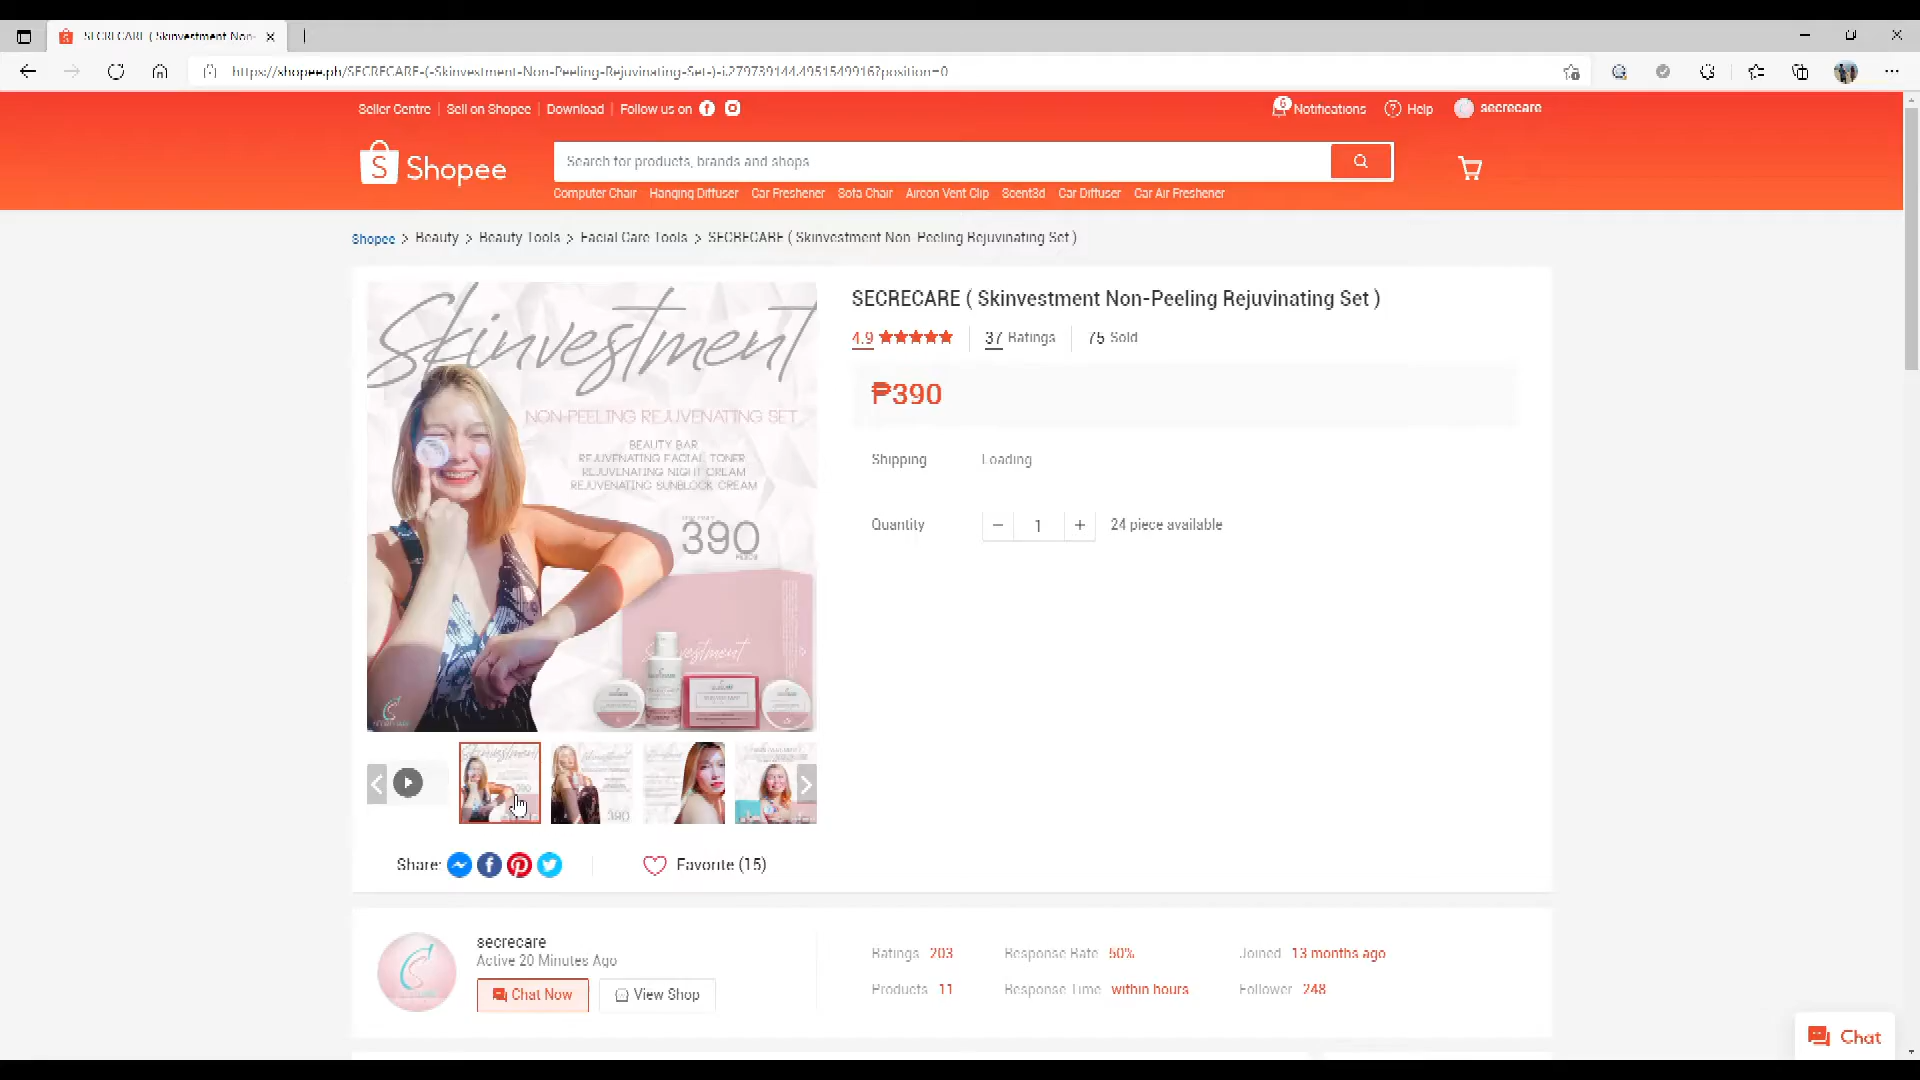 SECRECARE ( Skinvestment Non-
https://shopee.ph/SECRECARE-(-Skinvestment-Non-Peeling-Rejuvinating-Set-)-i.279739144.4951549916?position=0
Seller Centre | Sell on Shopee | Download | Follow us on
6 Notifications Help secrecare
Shopee
Search for products, brands and shops
Computer Chair Hanging Diffuser Car Freshener Sofa Chair Aircon Vent Clip Scent3d Car Diffuser Car Air Freshener
Shopee > Beauty > Beauty Tools > Facial Care Tools > SECRECARE ( Skinvestment Non-Peeling Rejuvinating Set )
Skinvestment
NON-PEELING REJUVENATING SET
BEAUTY BAR
REJUVENATING FACIAL TONER
REJUVENATING NIGHT CREAM
REJUVENATING SUNBLOCK CREAM
390
SECRECARE ( Skinvestment Non-Peeling Rejuvinating Set )
4.9 37 Ratings 75 Sold
₱390
Shipping Loading
Quantity − 1 + 24 piece available
Share: Favorite (15)
secrecare
Active 20 Minutes Ago
Chat Now View Shop
Ratings 203 Response Rate 50% Joined 13 months ago
Products 11 Response Time within hours Follower 248
Chat